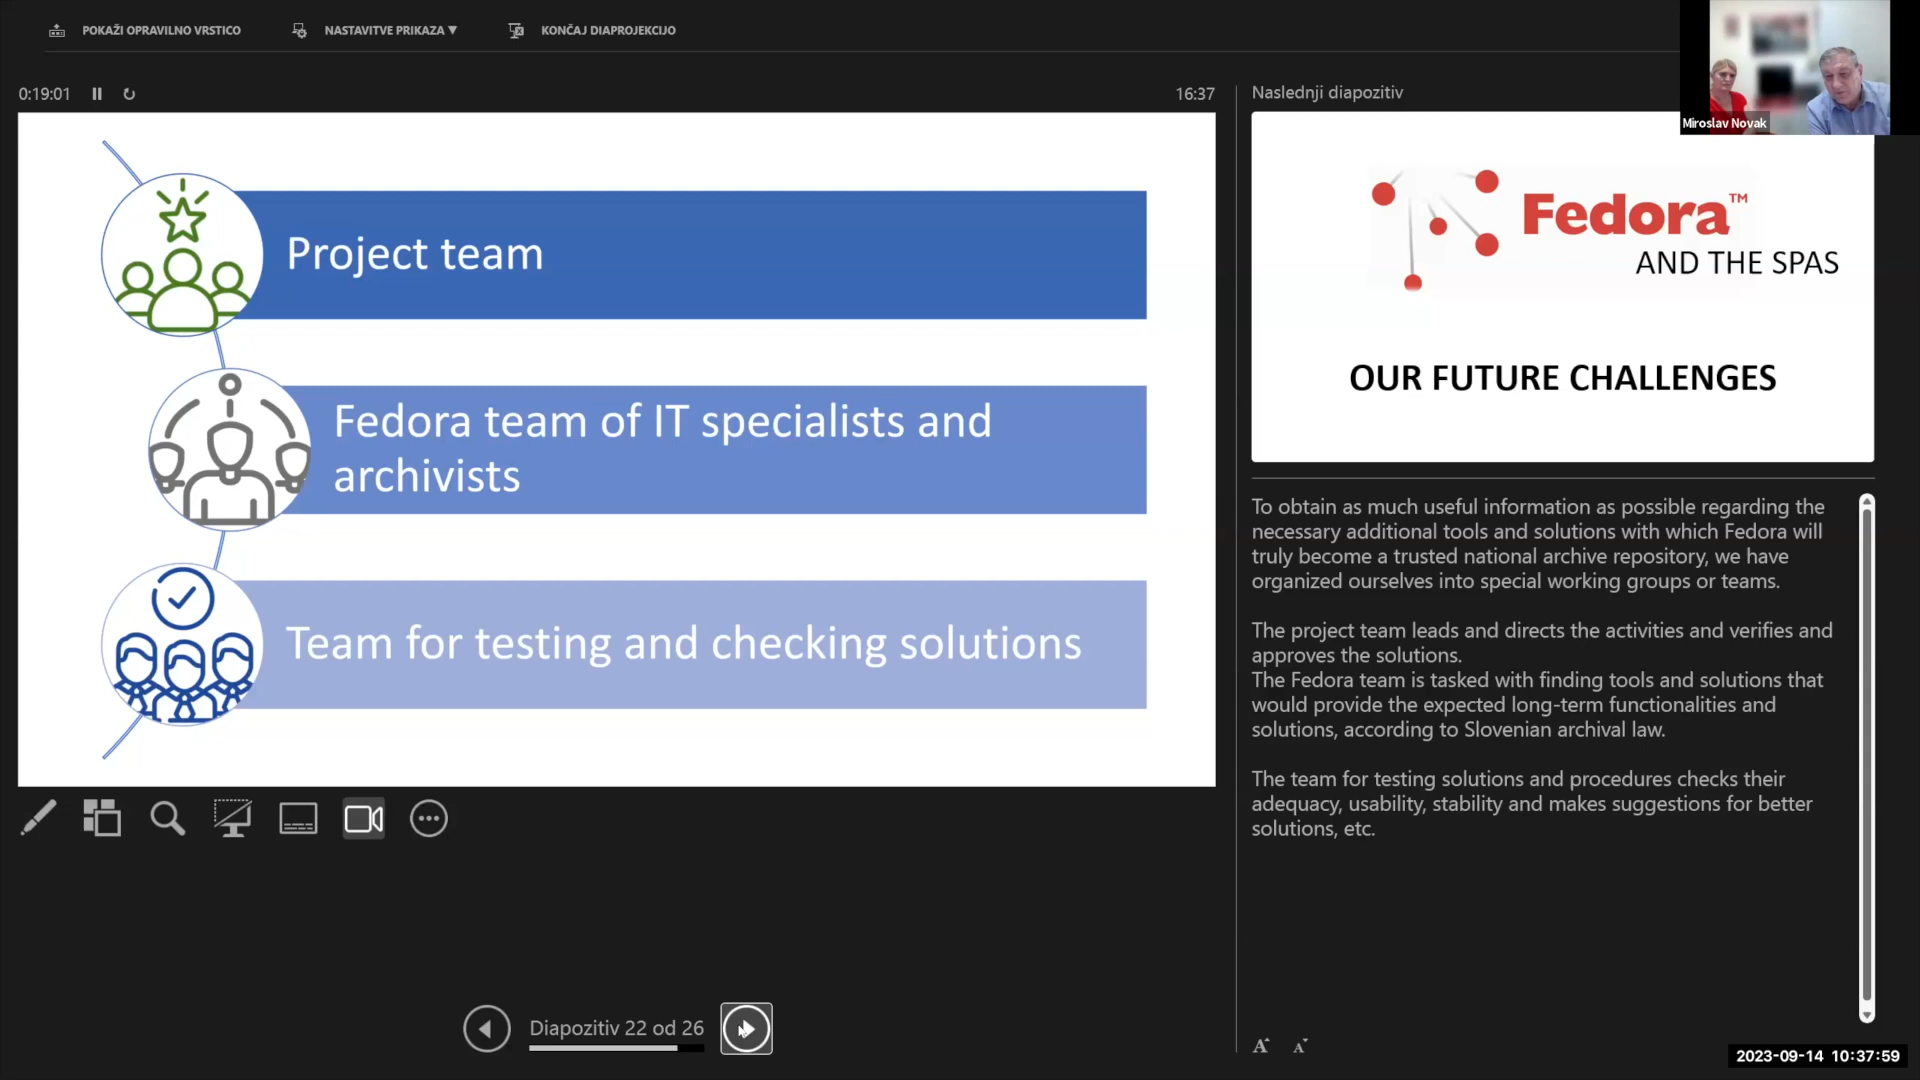 POKAŽI OPRAVILNO VRSTICO
NASTAVITVE PRIKAZA ▼
KONČAJ DIAPROJEKCIJO
0:19:01
16:37
Project team
Fedora team of IT specialists and
archivists
Team for testing and checking solutions
Diapozitiv 22 od 26
Naslednji diapozitiv
Miroslav Novak
Fedora™
AND THE SPAS
OUR FUTURE CHALLENGES
To obtain as much useful information as possible regarding the
necessary additional tools and solutions with which Fedora will
truly become a trusted national archive repository, we have
organized ourselves into special working groups or teams.
The project team leads and directs the activities and verifies and
approves the solutions.
The Fedora team is tasked with finding tools and solutions that
would provide the expected long-term functionalities and
solutions, according to Slovenian archival law.
The team for testing solutions and procedures checks their
adequacy, usability, stability and makes suggestions for better
solutions, etc.
A A
2023-09-14 10:37:59